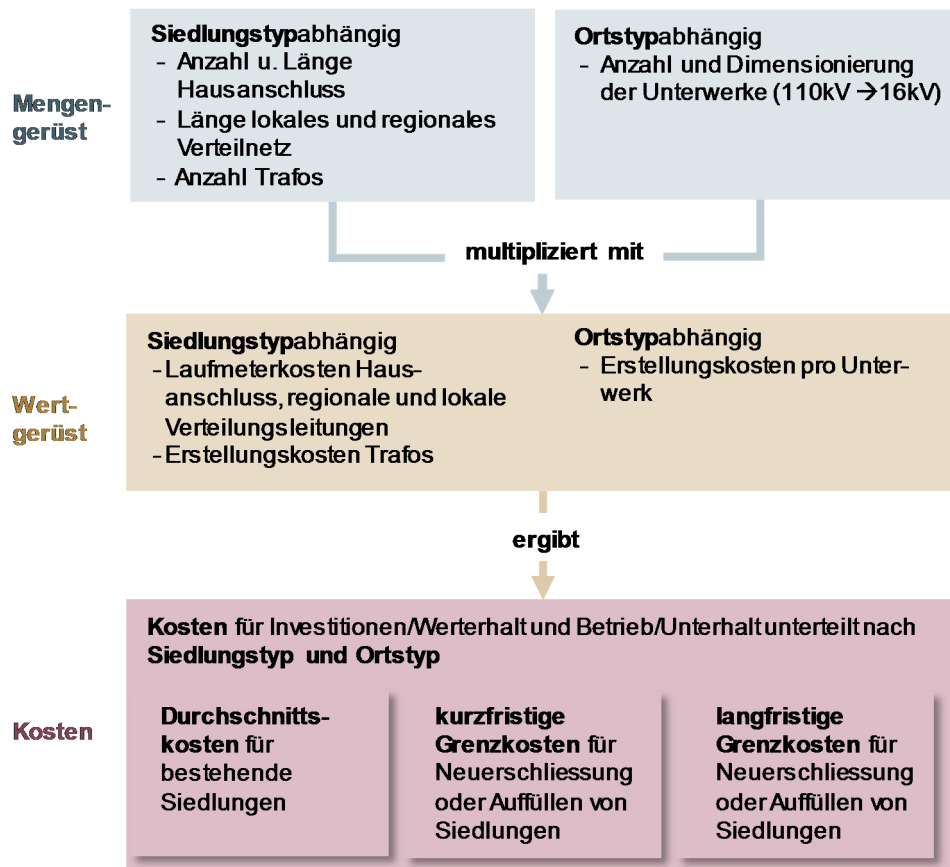 Mengen-
gerüst
Siedlungstypabhängig
- Anzahl u. Länge
Hausanschluss
- Länge lokales und regionales
Verteilnetz
- Anzahl Trafos
Ortstypabhängig
- Anzahl und Dimensionierung
der Unterwerke (110kV →16kV)
multipliziert mit
Wert-
gerüst
Siedlungstypabhängig
- Laufmeterkosten Haus-
anschluss, regionale und lokale
Verteilungsleitungen
- Erstellungskosten Trafos
Ortstypabhängig
- Erstellungskosten pro Unter-
werk
ergibt
Kosten
Kosten für Investitionen/Werterhalt und Betrieb/Unterhalt unterteilt nach
Siedlungstyp und Ortstyp
Durchschnitts-
kosten für
bestehende
Siedlungen
kurzfristige
Grenzkosten für
Neuerschliessung
oder Auffüllen von
Siedlungen
langfristige
Grenzkosten für
Neuerschliessung
oder Auffüllen von
Siedlungen